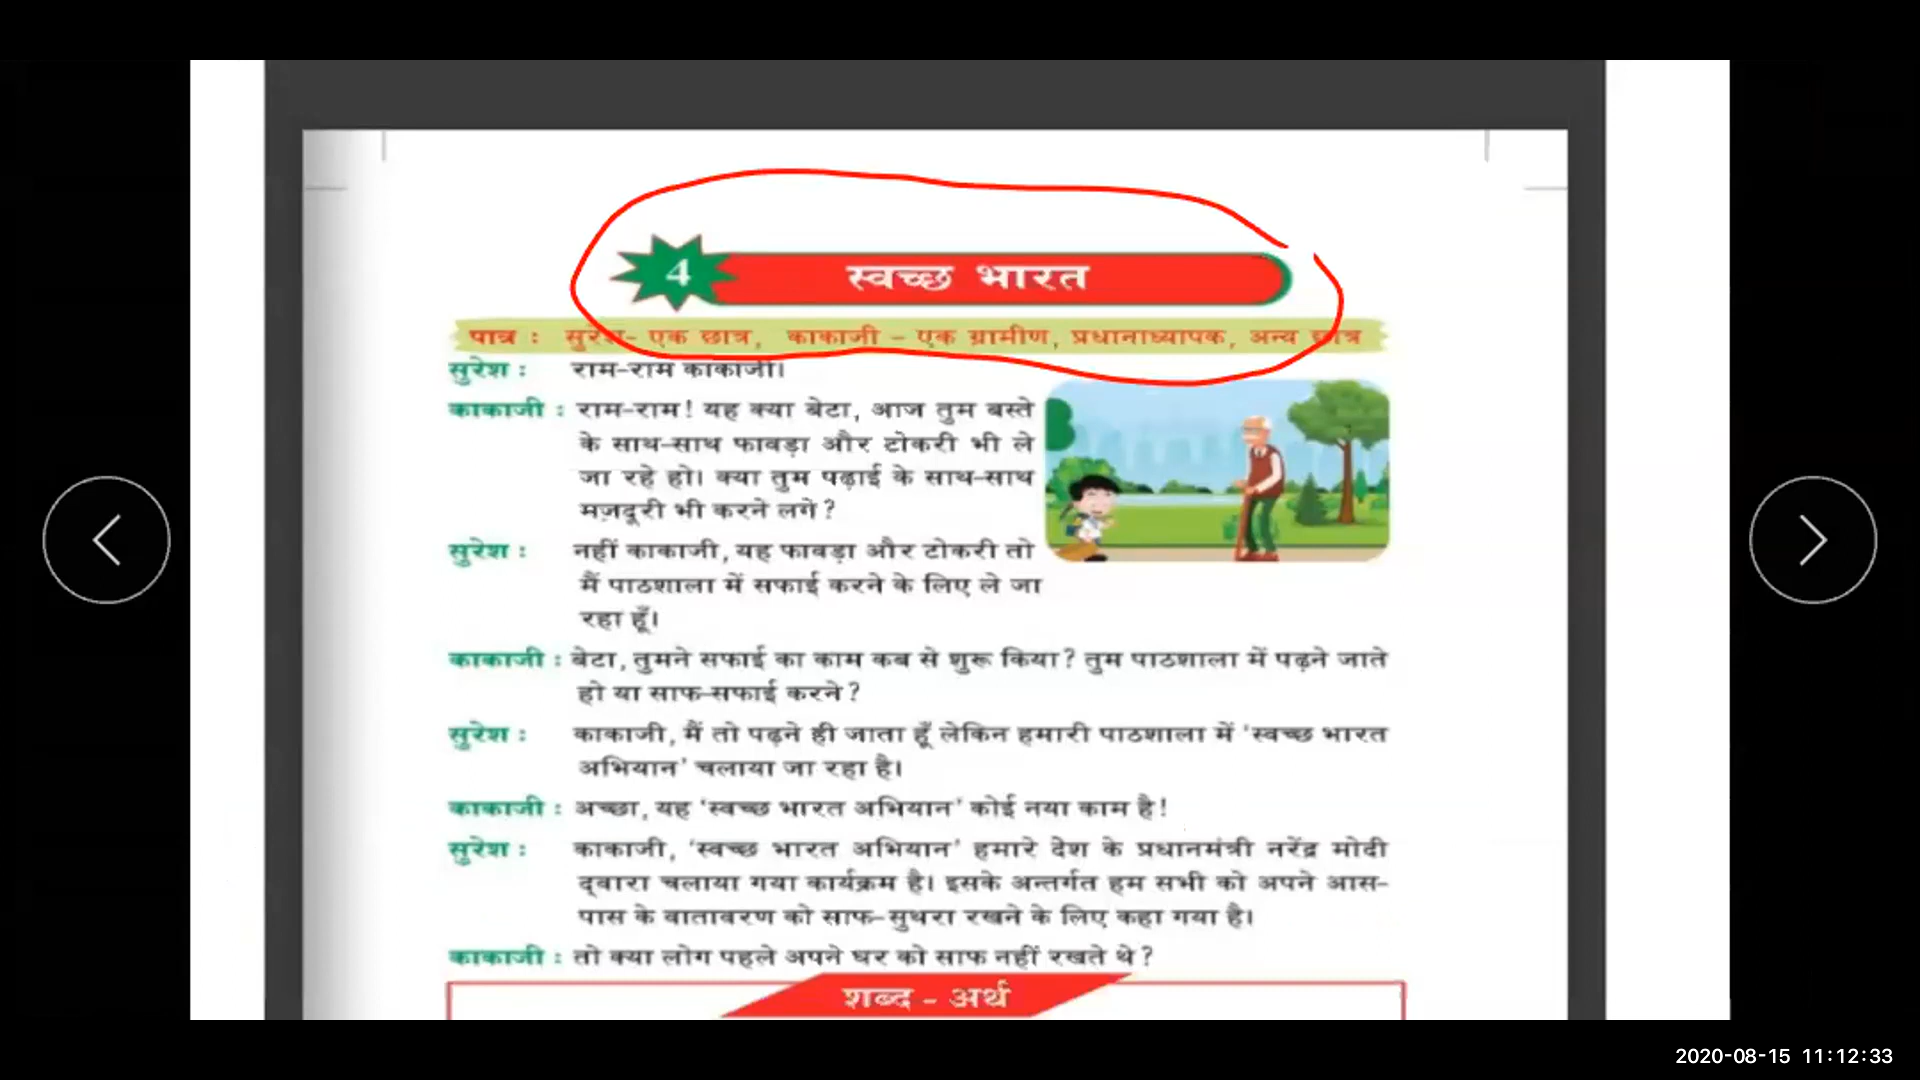 4 स्वच्छ भारत
पात्र : सुरेश- एक छात्र, काकाजी - एक ग्रामीण, प्रधानाध्यापक, अन्य छात्र
सुरेश : राम-राम काकाजी।
काकाजी : राम-राम! यह क्या बेटा, आज तुम बस्ते
के साथ-साथ फावड़ा और टोकरी भी ले
जा रहे हो। क्या तुम पढ़ाई के साथ-साथ
मज़दूरी भी करने लगे?
सुरेश : नहीं काकाजी, यह फावड़ा और टोकरी तो
मैं पाठशाला में सफाई करने के लिए ले जा
रहा हूँ।
काकाजी : बेटा, तुमने सफाई का काम कब से शुरू किया? तुम पाठशाला में पढ़ने जाते
हो या साफ-सफाई करने?
सुरेश : काकाजी, मैं तो पढ़ने ही जाता हूँ लेकिन हमारी पाठशाला में 'स्वच्छ भारत
अभियान' चलाया जा रहा है।
काकाजी : अच्छा, यह 'स्वच्छ भारत अभियान' कोई नया काम है!
सुरेश : काकाजी, 'स्वच्छ भारत अभियान' हमारे देश के प्रधानमंत्री नरेंद्र मोदी
द्वारा चलाया गया कार्यक्रम है। इसके अन्तर्गत हम सभी को अपने आस-
पास के वातावरण को साफ-सुथरा रखने के लिए कहा गया है।
काकाजी : तो क्या लोग पहले अपने घर को साफ नहीं रखते थे?
शब्द - अर्थ
2020-08-15 11:12:33